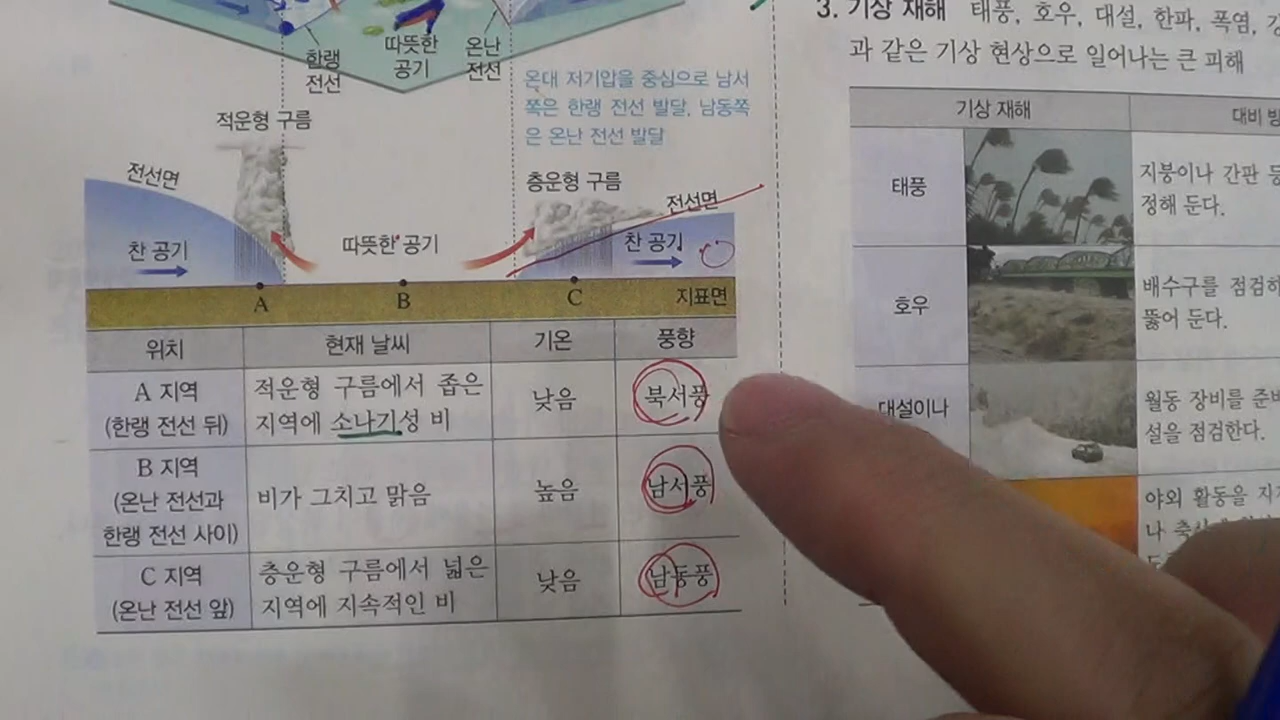 한랭
전선
따뜻한
공기
온난
전선
온대 저기압을 중심으로 남서
쪽은 한랭 전선 발달, 남동쪽
은 온난 전선 발달
적운형 구름
전선면
찬 공기
따뜻한 공기
층운형 구름
전선면
찬 공기
A
B
C
지표면
위치 현재 날씨 기온 풍향
A 지역
(한랭 전선 뒤)
적운형 구름에서 좁은
지역에 소나기성 비
낮음
북서풍
B 지역
(온난 전선과
한랭 전선 사이)
비가 그치고 맑음
높음
남서풍
C 지역
(온난 전선 앞)
층운형 구름에서 넓은
지역에 지속적인 비
낮음
남동풍
3. 기상 재해 태풍, 호우, 대설, 한파, 폭염,
과 같은 기상 현상으로 일어나는 큰 피해
기상 재해 대비
태풍
지붕이나 간판
정해 둔다.
호우
배수구를
뚫어 둔다.
대설이나
월동 장비를
설을 점검한다.
야외 활동을